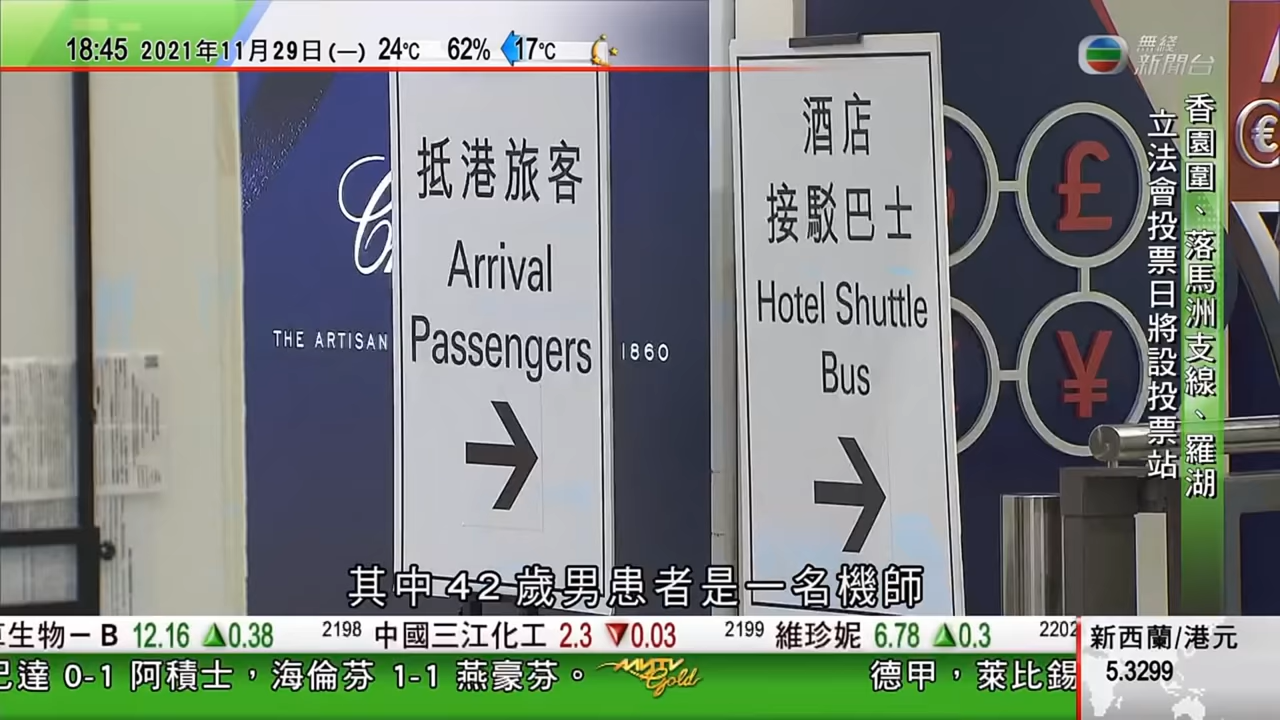 18:45 2021年11月29日(一) 24℃ 62% 17℃
無綫
新聞台
香園圍、落馬洲支線、羅湖
立法會投票日將設投票站
抵港旅客
Arrival
Passengers
酒店
接駁巴士
Hotel Shuttle
Bus
THE ARTISAN
1860
£
€
¥
其中42歲男患者是一名機師
生物－B 12.16 ▲0.38 2198 中國三江化工 2.3 ▼0.03 2199 維珍妮 6.78 ▲0.3 2202
新西蘭/港元
5.3299
已達 0-1 阿積士，海倫芬 1-1 燕豪芬。 MyTV Gold 德甲，萊比錫